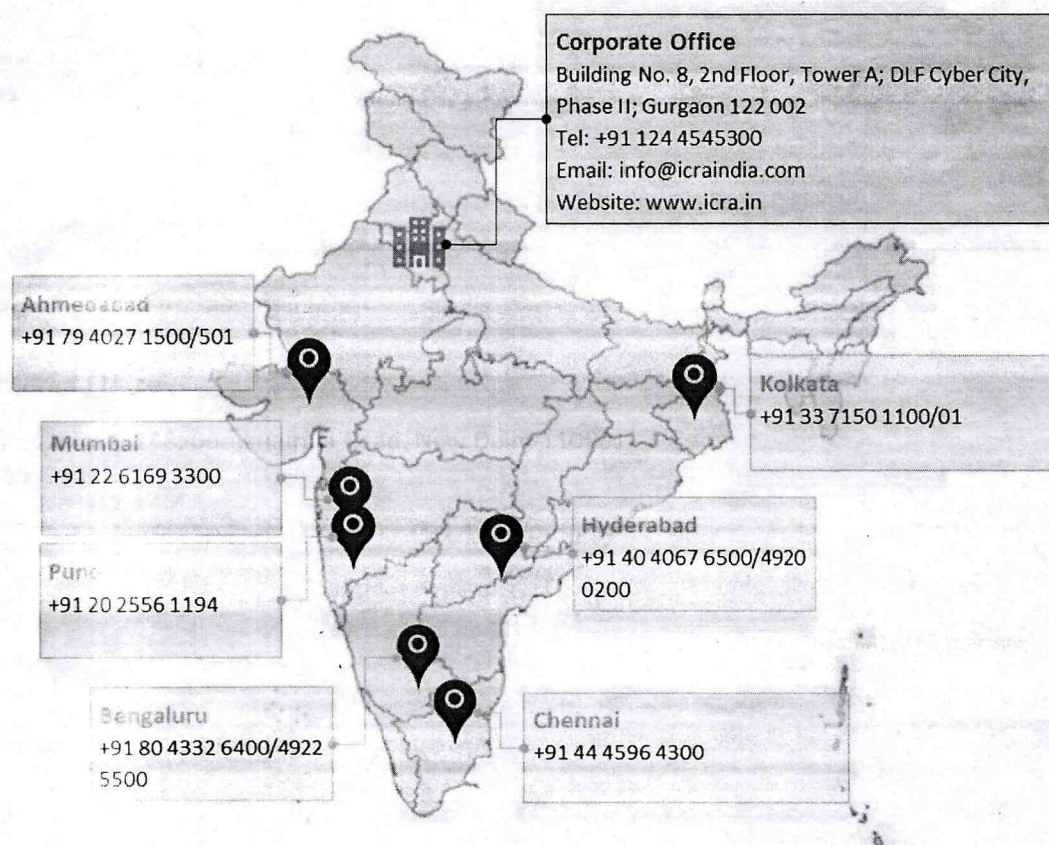 Corporate Office
Building No. 8, 2nd Floor, Tower A; DLF Cyber City,
Phase II; Gurgaon 122 002
Tel: +91 124 4545300
Email: info@icraindia.com
Website: www.icra.in
Ahmedabad
+91 79 4027 1500/501
Kolkata
+91 33 7150 1100/01
Mumbai
+91 22 6169 3300
Hyderabad
+91 40 4067 6500/4920
0200
Pune
+91 20 2556 1194
Bengaluru
+91 80 4332 6400/4922
5500
Chennai
+91 44 4596 4300